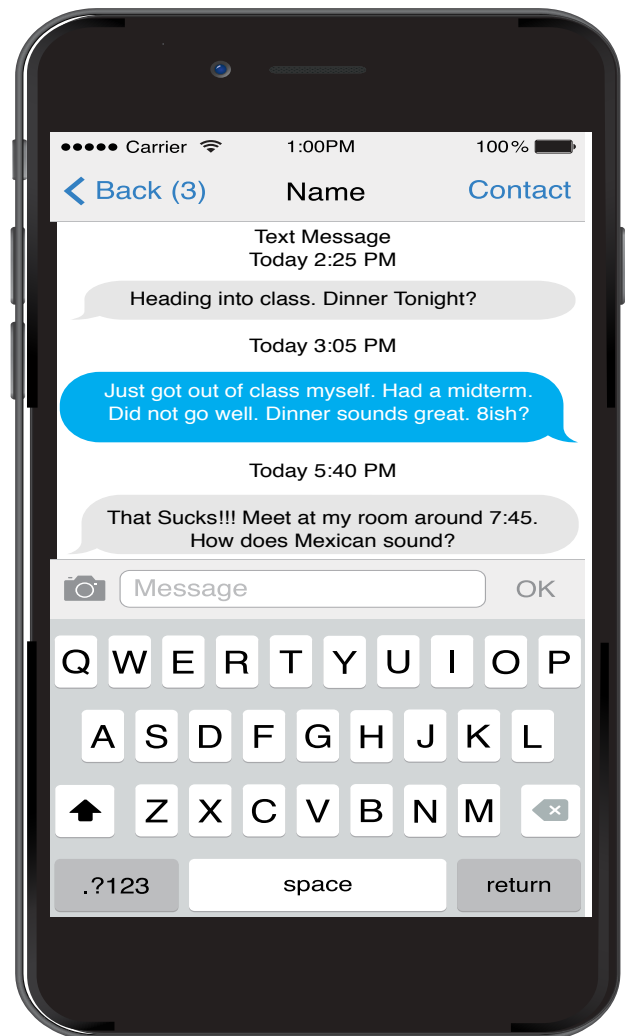 Carrier 1:00PM 100%
Back (3) Name Contact
Text Message
Today 2:25 PM
Heading into class. Dinner Tonight?
Today 3:05 PM
Just got out of class myself. Had a midterm.
Did not go well. Dinner sounds great. 8ish?
Today 5:40 PM
That Sucks!!! Meet at my room around 7:45.
How does Mexican sound?
Message OK
Q W E R T Y U I O P
A S D F G H J K L
Z X C V B N M
.?123 space return